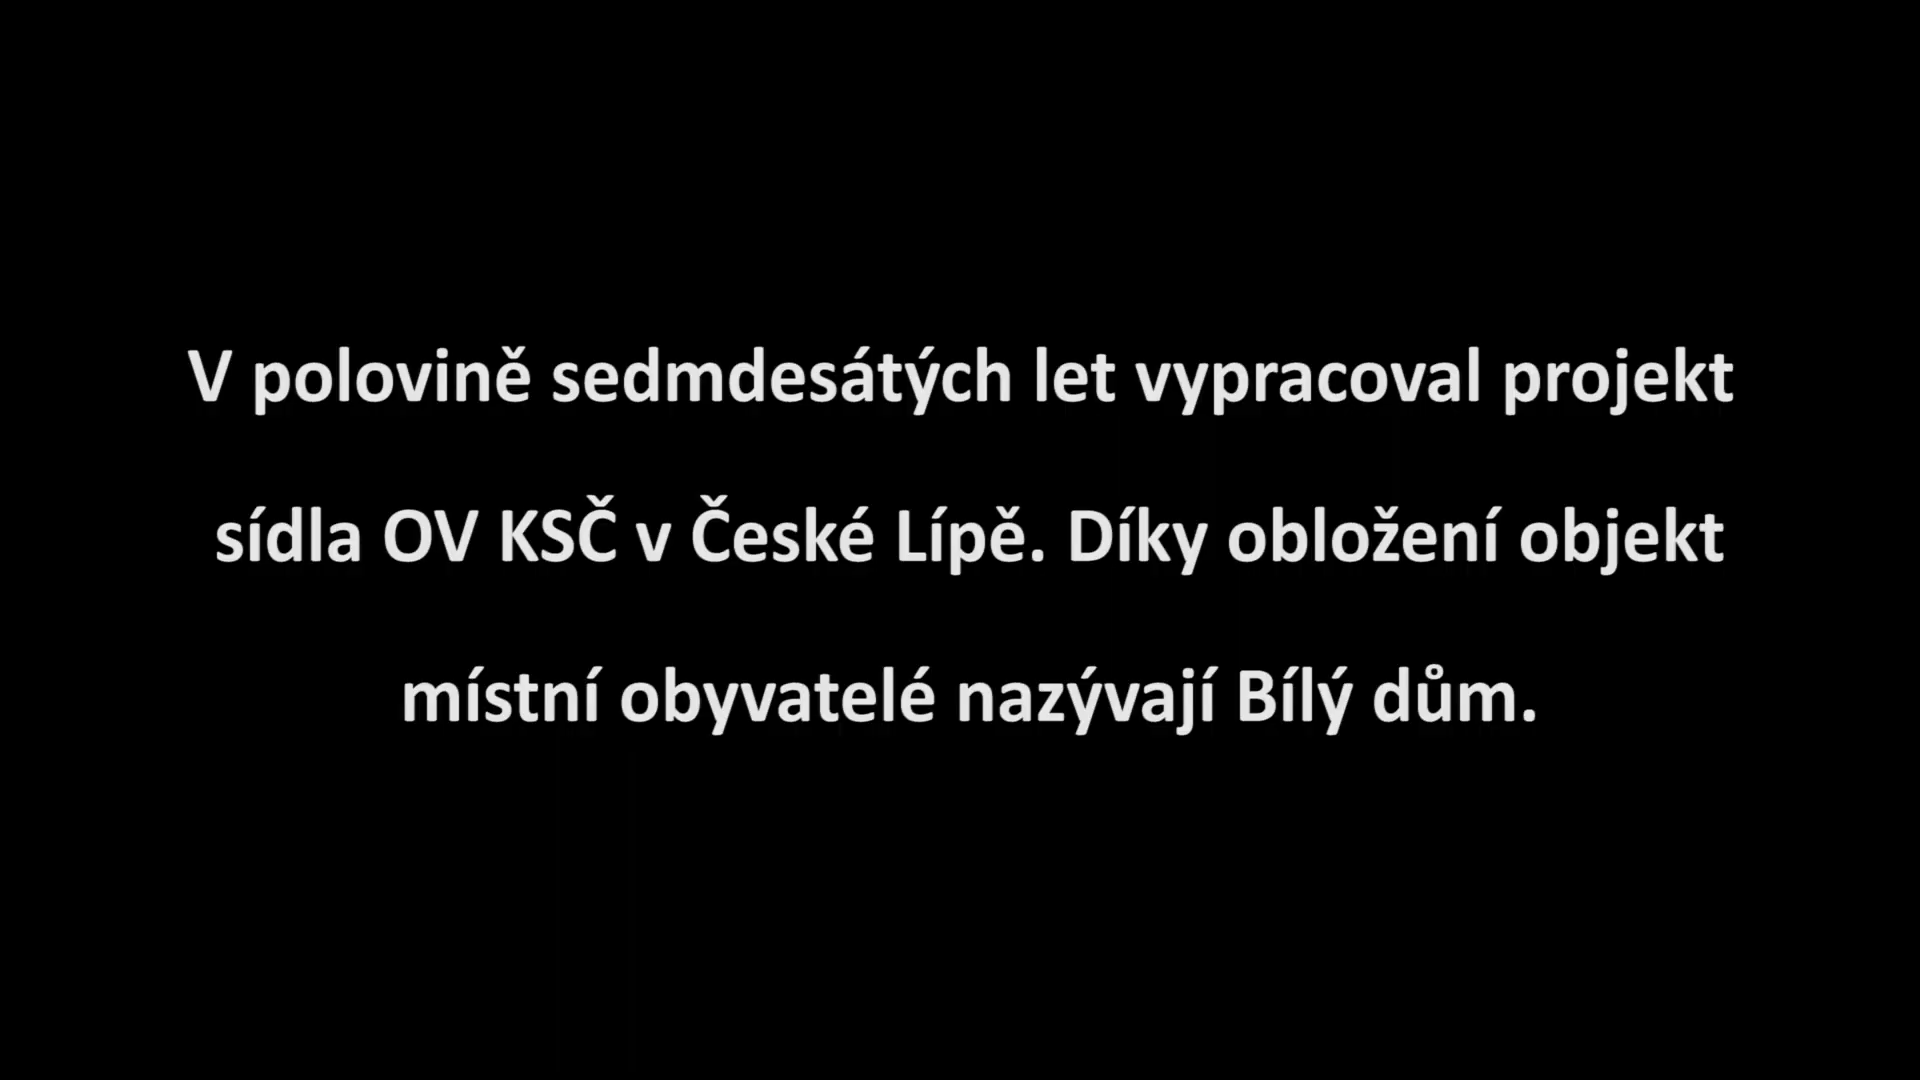 V polovině sedmdesátých let vypracoval projekt
sídla OV KSČ v České Lípě. Díky obložení objekt
místní obyvatelé nazývají Bílý dům.